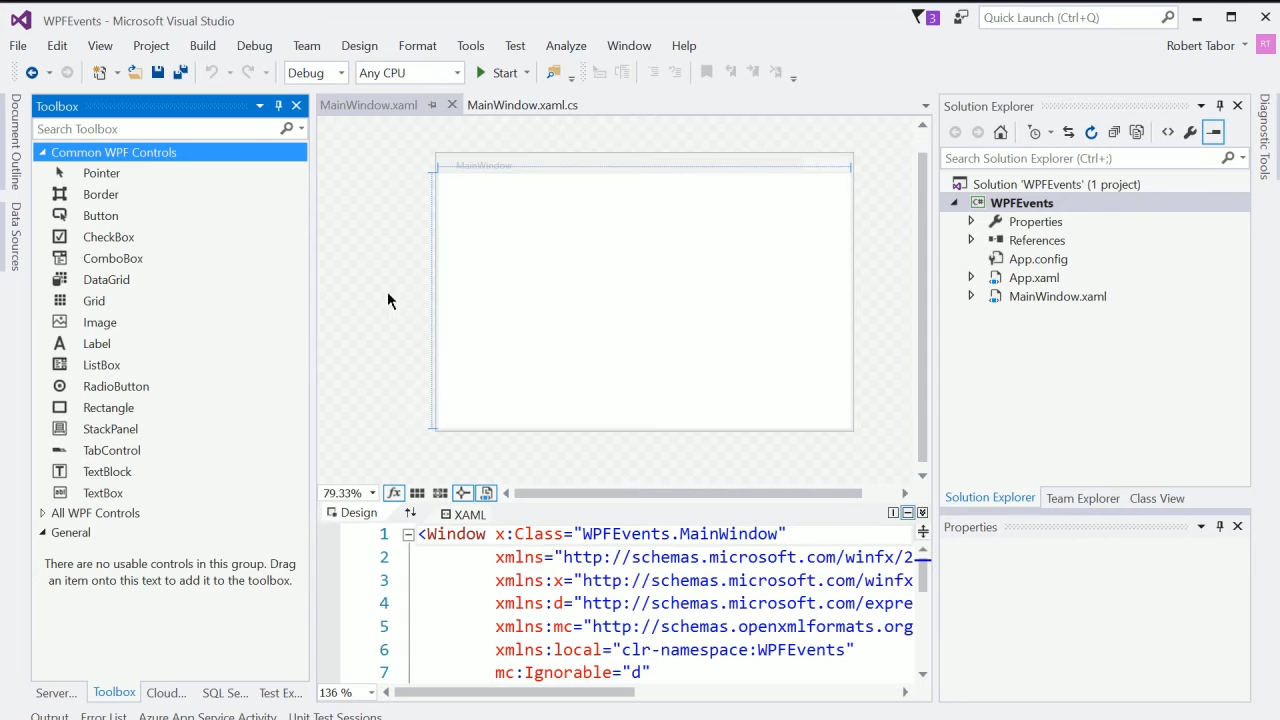 WPFEvents - Microsoft Visual Studio
3
Quick Launch (Ctrl+Q)
File Edit View Project Build Debug Team Format Tools Test Analyze Window Help
Robert Tabor
RT
Debug
Any CPU
Start
Document Outline
Data Sources
Toolbox
Search Toolbox
Common WPF Controls
Pointer
Border
Button
CheckBox
ComboBox
DataGrid
Grid
Image
Label
ListBox
RadioButton
Rectangle
StackPanel
TabControl
TextBlock
TextBox
All WPF Controls
General
There are no usable controls in this group. Drag
an item onto this text to add it to the toolbox.
Server... Toolbox Cloud... SQL Se... Test Ex...
MainWindow.xaml MainWindow.xaml.cs
MainWindow
79.33%
Design XAML
1 <Window x:Class="WPFEvents.MainWindow"
2 xmlns="http://schemas.microsoft.com/winfx/2
3 xmlns:x="http://schemas.microsoft.com/winfx
4 xmlns:d="http://schemas.microsoft.com/expre
5 xmlns:mc="http://schemas.openxmlformats.org
6 xmlns:local="clr-namespace:WPFEvents"
7 mc:Ignorable="d"
136 %
Solution Explorer
Search Solution Explorer (Ctrl+;)
Solution 'WPFEvents' (1 project)
C# WPFEvents
Properties
References
App.config
App.xaml
MainWindow.xaml
Solution Explorer Team Explorer Class View
Properties
Diagnostic Tools
Output Error List Azure App Service Activity Unit Test Sessions